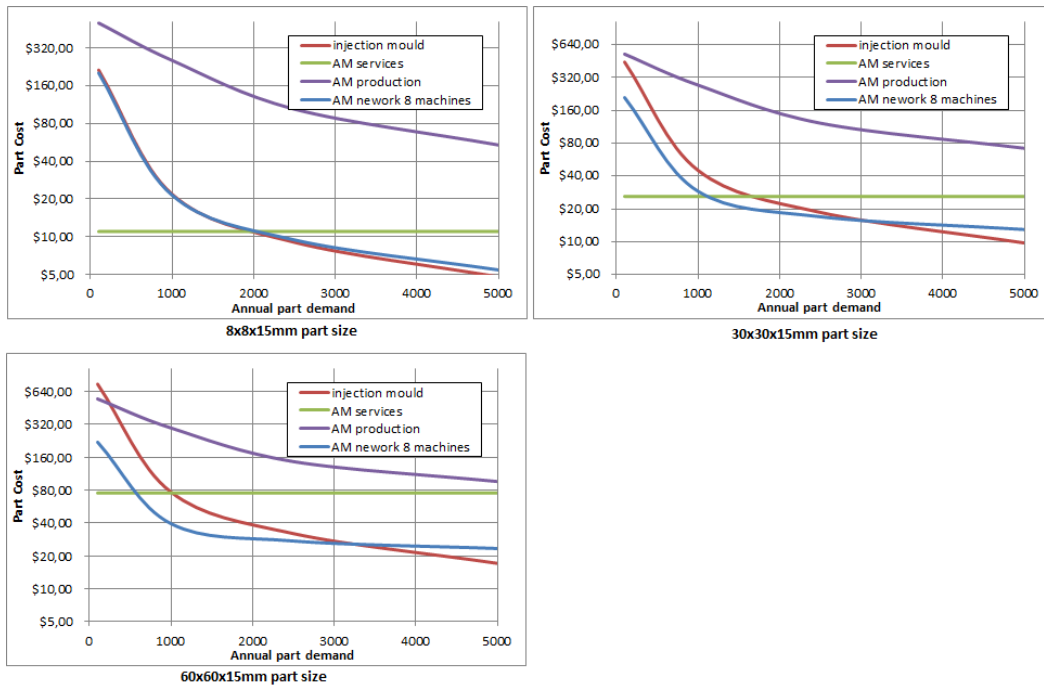 $320,00
$160,00
$80,00
$40,00
$20,00
$10,00
$5,00
Part Cost
injection mould
AM services
AM production
AM nework 8 machines
0 1000 2000 3000 4000 5000
Annual part demand
8x8x15mm part size
$640,00
$320,00
$160,00
$80,00
$40,00
$20,00
$10,00
$5,00
Part Cost
injection mould
AM services
AM production
AM nework 8 machines
0 1000 2000 3000 4000 5000
Annual part demand
30x30x15mm part size
$640,00
$320,00
$160,00
$80,00
$40,00
$20,00
$10,00
$5,00
Part Cost
injection mould
AM services
AM production
AM nework 8 machines
0 1000 2000 3000 4000 5000
Annual part demand
60x60x15mm part size